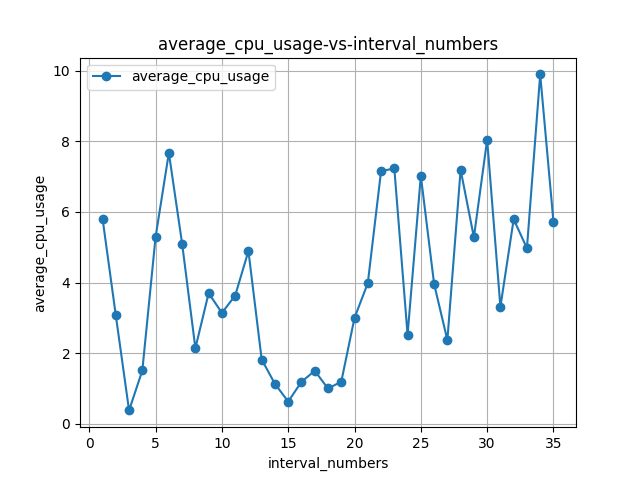 average_cpu_usage-vs-interval_numbers
average_cpu_usage
10
8
6
4
2
0
average_cpu_usage
0 5 10 15 20 25 30 35
interval_numbers